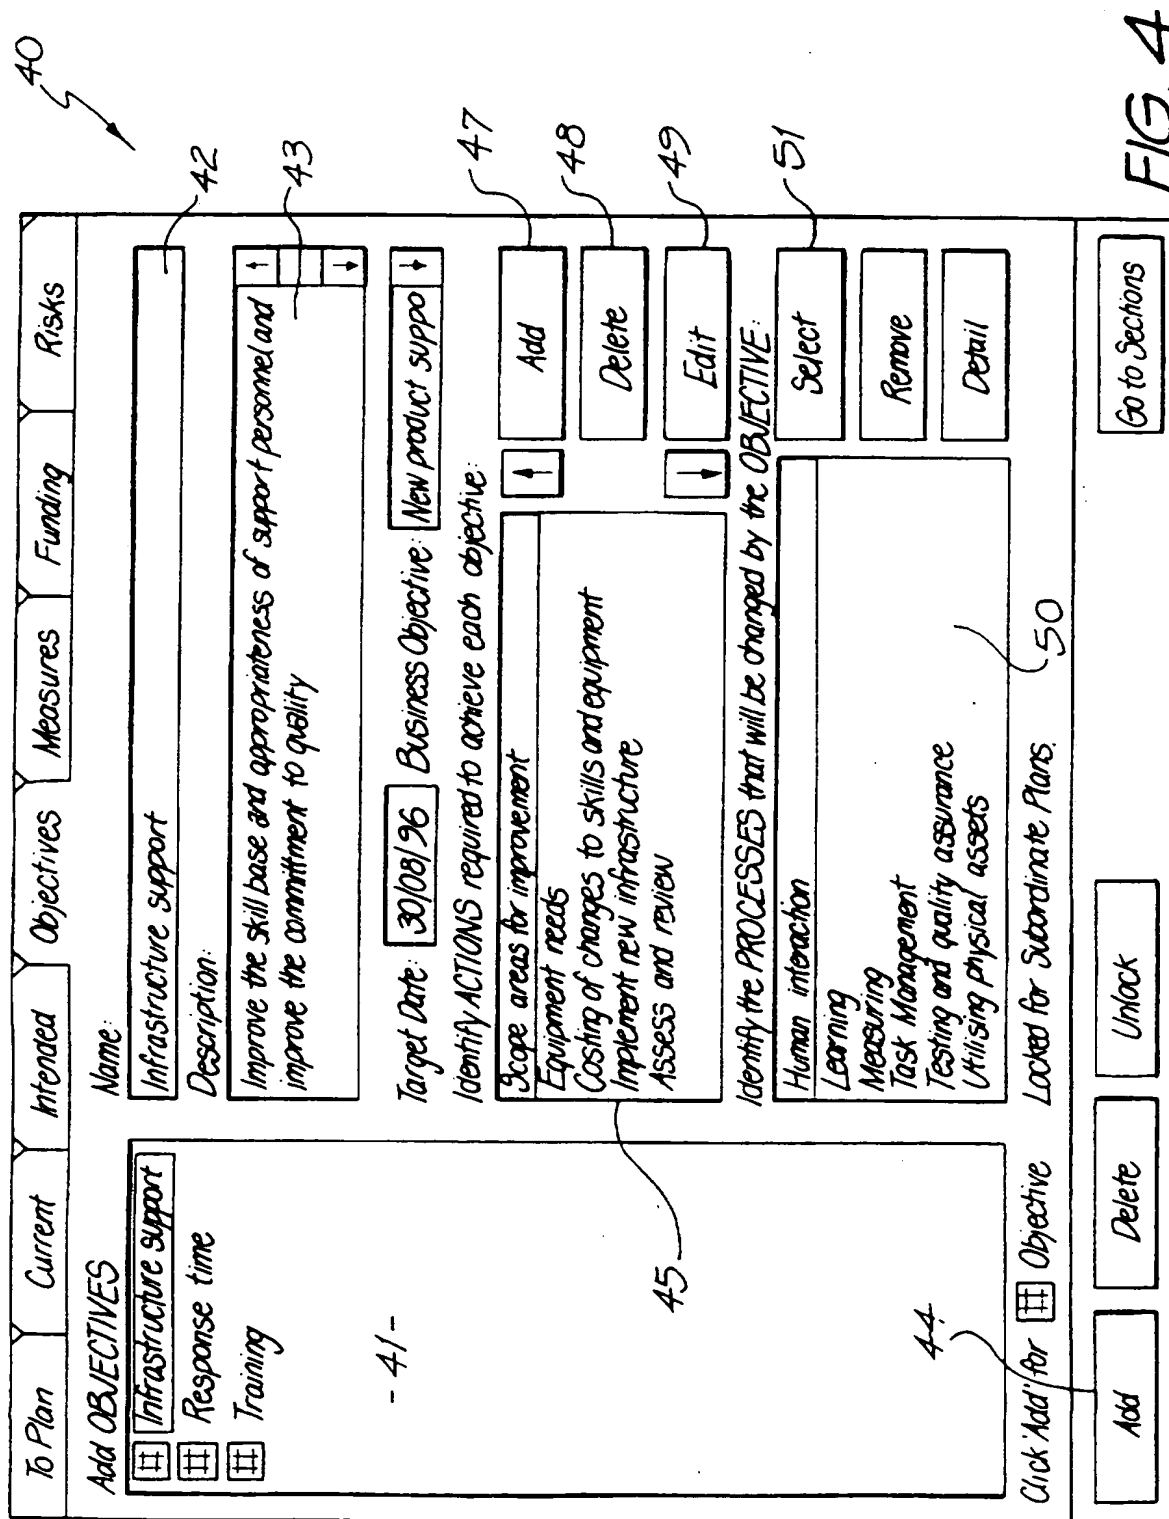 40
To Plan Current Intended Objectives Measures Funding Risks
Add OBJECTIVES
Infrastructure support
Response time
Training
- 41 -
44
Click 'Add' for Objective
Name:
Infrastructure support
42
Description:
Improve the skill base and appropriateness of support personnel and
improve the committment to quality
43
Target Date: 30/08/96 Business Objective: New product suppo
Identify ACTIONS required to achieve each objective:
Scope areas for improvement
Equipment needs
Costing of changes to skills and equipment
Implement new infrastructure
Assess and review
45
Add
47
Delete
48
Edit
49
Identify the PROCESSES that will be changed by the OBJECTIVE:
Human interaction
Learning
Measuring
Task Management
Testing and quality assurance
Utilising physical assets
50
Select
51
Remove
Detail
Locked for Subordinate Plans.
Add Delete Unlock Go to Sections
FIG. 4